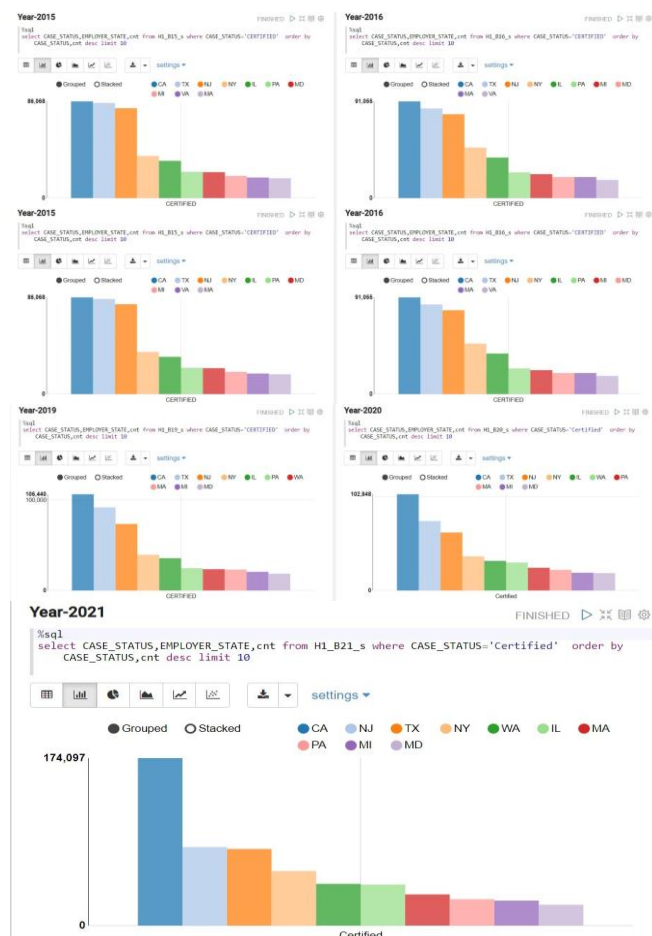 Year-2015
FINISHED
%sql
select CASE_STATUS,EMPLOYER_STATE,cnt from H1_B15_s where CASE_STATUS='CERTIFIED' order by
CASE_STATUS,cnt desc limit 10
settings
Grouped Stacked CA TX NJ NY IL PA MD
MI VA MA
0
CERTIFIED
Year-2016
FINISHED
%sql
select CASE_STATUS,EMPLOYER_STATE,cnt from H1_B16_s where CASE_STATUS='CERTIFIED' order by
CASE_STATUS,cnt desc limit 10
settings
Grouped Stacked CA TX NJ NY IL PA MI MD
MA VA
0
CERTIFIED
Year-2015
FINISHED
%sql
select CASE_STATUS,EMPLOYER_STATE,cnt from H1_B15_s where CASE_STATUS='CERTIFIED' order by
CASE_STATUS,cnt desc limit 10
settings
Grouped Stacked CA TX NJ NY IL PA MD
MI VA MA
0
CERTIFIED
Year-2016
FINISHED
%sql
select CASE_STATUS,EMPLOYER_STATE,cnt from H1_B16_s where CASE_STATUS='CERTIFIED' order by
CASE_STATUS,cnt desc limit 10
settings
Grouped Stacked CA TX NJ NY IL PA MI MD
MA VA
0
CERTIFIED
Year-2019
FINISHED
%sql
select CASE_STATUS,EMPLOYER_STATE,cnt from H1_B19_s where CASE_STATUS='CERTIFIED' order by
CASE_STATUS,cnt desc limit 10
settings
Grouped Stacked CA TX NJ NY IL PA WA
MA MI MD
106,440
100,000
0
CERTIFIED
Year-2020
FINISHED
%sql
select CASE_STATUS,EMPLOYER_STATE,cnt from H1_B20_s where CASE_STATUS='Certified' order by
CASE_STATUS,cnt desc limit 10
settings
Grouped Stacked CA TX NJ NY IL WA PA
MA MI MD
0
Certified
Year-2021
FINISHED
%sql
select CASE_STATUS,EMPLOYER_STATE,cnt from H1_B21_s where CASE_STATUS='Certified' order by
CASE_STATUS,cnt desc limit 10
settings
Grouped Stacked CA NJ TX NY WA IL MA
PA MI MD
174,097
0
Certified